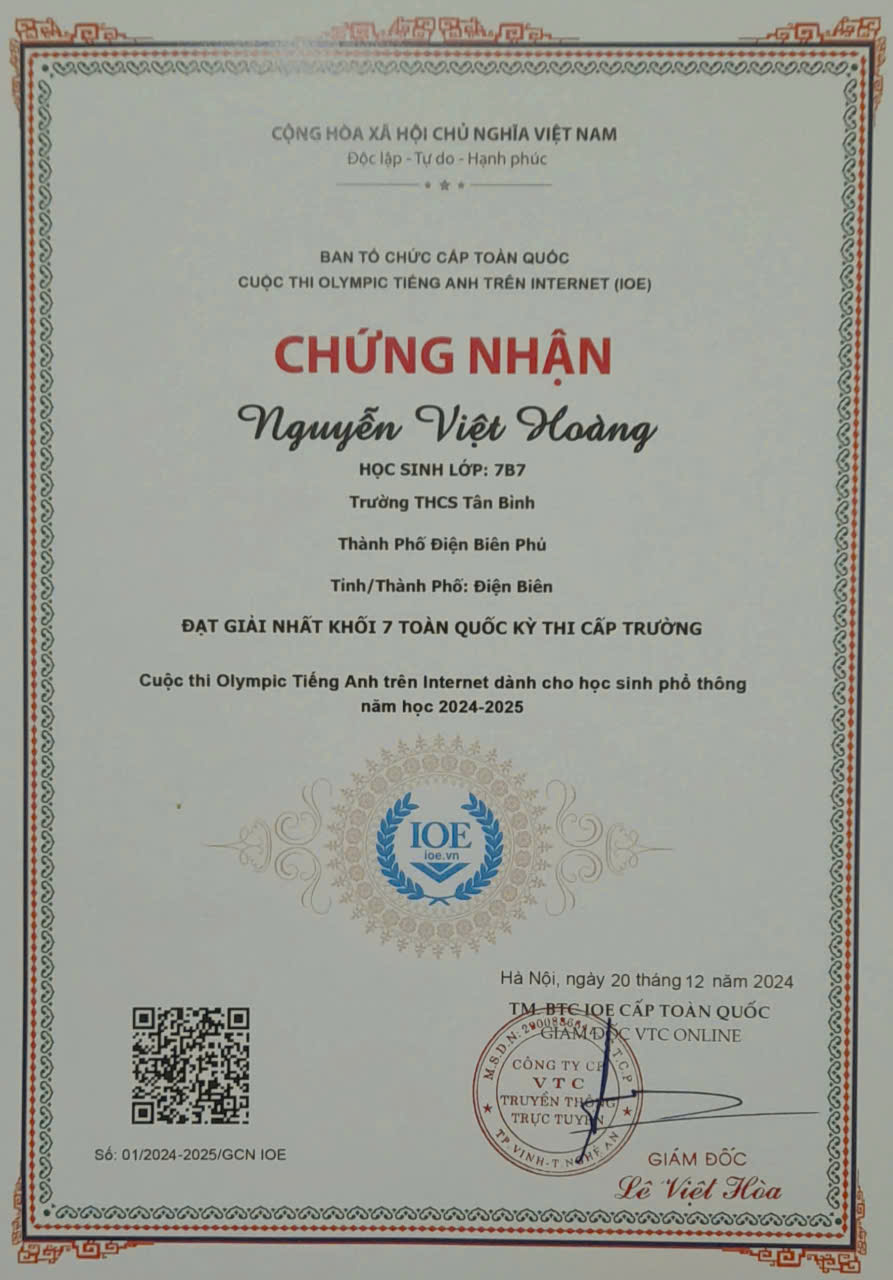 CỘNG HÒA XÃ HỘI CHỦ NGHĨA VIỆT NAM
Độc lập - Tự do - Hạnh phúc
BAN TỔ CHỨC CẤP TOÀN QUỐC
CUỘC THI OLYMPIC TIẾNG ANH TRÊN INTERNET (IOE)
CHỨNG NHẬN
Nguyễn Việt Hoàng
HỌC SINH LỚP: 7B7
Trường THCS Tân Bình
Thành Phố Điện Biên Phủ
Tỉnh/Thành Phố: Điện Biên
ĐẠT GIẢI NHẤT KHỐI 7 TOÀN QUỐC KỲ THI CẤP TRƯỜNG
Cuộc thi Olympic Tiếng Anh trên Internet dành cho học sinh phổ thông
năm học 2024-2025
IOE
ioe.vn
Hà Nội, ngày 20 tháng 12 năm 2024
TM. BTC IOE CẤP TOÀN QUỐC
GIÁM ĐỐC VTC ONLINE
M.S.D.N:
C.T.C.P
CÔNG TY CP
VTC
TRUYỀN THÔNG
TRỰC TUYẾN
TP.VINH-T.NGHỆ AN
Số: 01/2024-2025/GCN IOE
GIÁM ĐỐC
Lê Việt Hòa